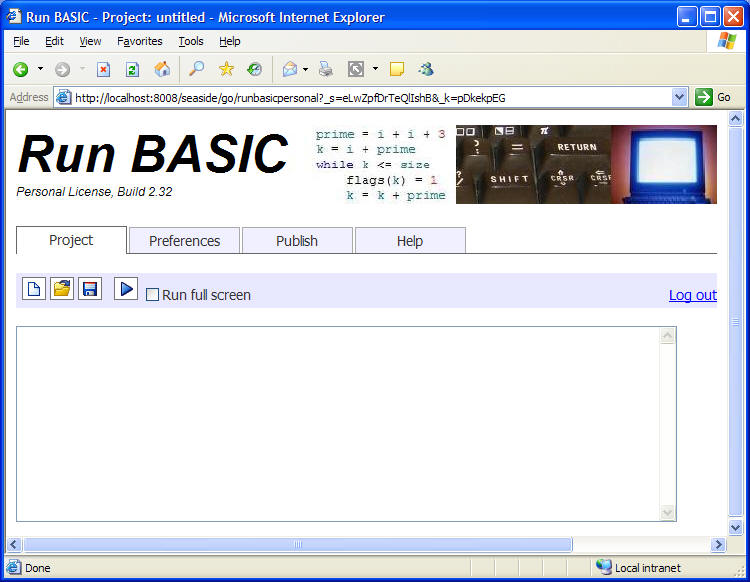 Run BASIC - Project: untitled - Microsoft Internet Explorer
File Edit View Favorites Tools Help
Address http://localhost:8008/seaside/go/runbasicpersonal?_s=eLwZpfDrTeQlIshB&_k=pDkekpEG Go
Run BASIC
Personal License, Build 2.32
prime = i + i + 3
k = i + prime
while k <= size
flags(k) = 1
k = k + prime
π
; = RETURN
? SHIFT CRSR CRS
Project Preferences Publish Help
Run full screen Log out
Done Local intranet